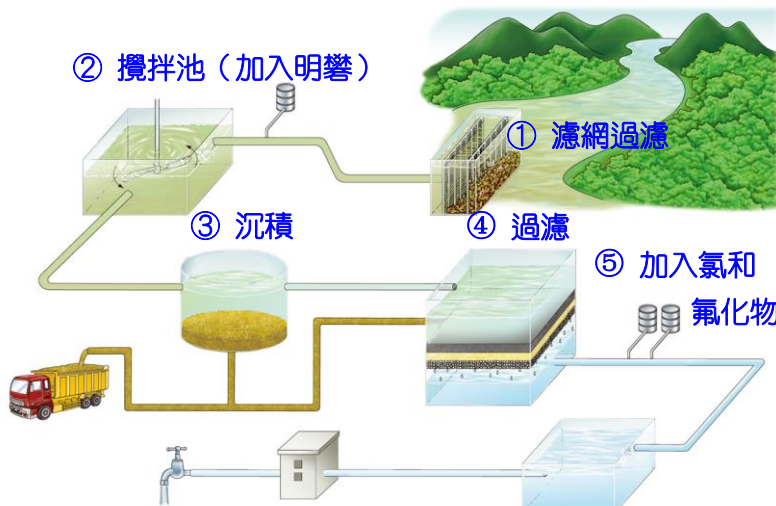 ① 濾網過濾
② 攪拌池（加入明礬）
③ 沉積
④ 過濾
⑤ 加入氯和
氟化物